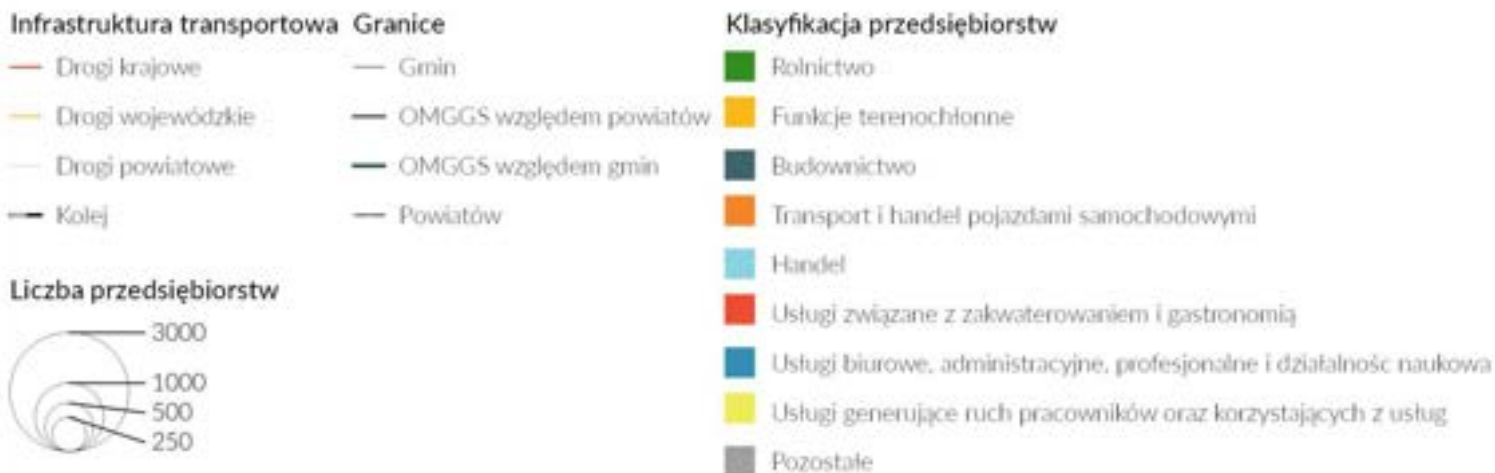 Infrastruktura transportowa
Drogi krajowe
Drogi wojewódzkie
Drogi powiatowe
Kolej
Granice
Gmin
OMGGS względem powiatów
OMGGS względem gmin
Powiatów
Liczba przedsiębiorstw
3000
1000
500
250
Klasyfikacja przedsiębiorstw
Rolnictwo
Funkcje terenochłonne
Budownictwo
Transport i handel pojazdami samochodowymi
Handel
Usługi związane z zakwaterowaniem i gastronomią
Usługi biurowe, administracyjne, profesjonalne i działalnośc naukowa
Usługi generujące ruch pracowników oraz korzystających z usług
Pozostałe